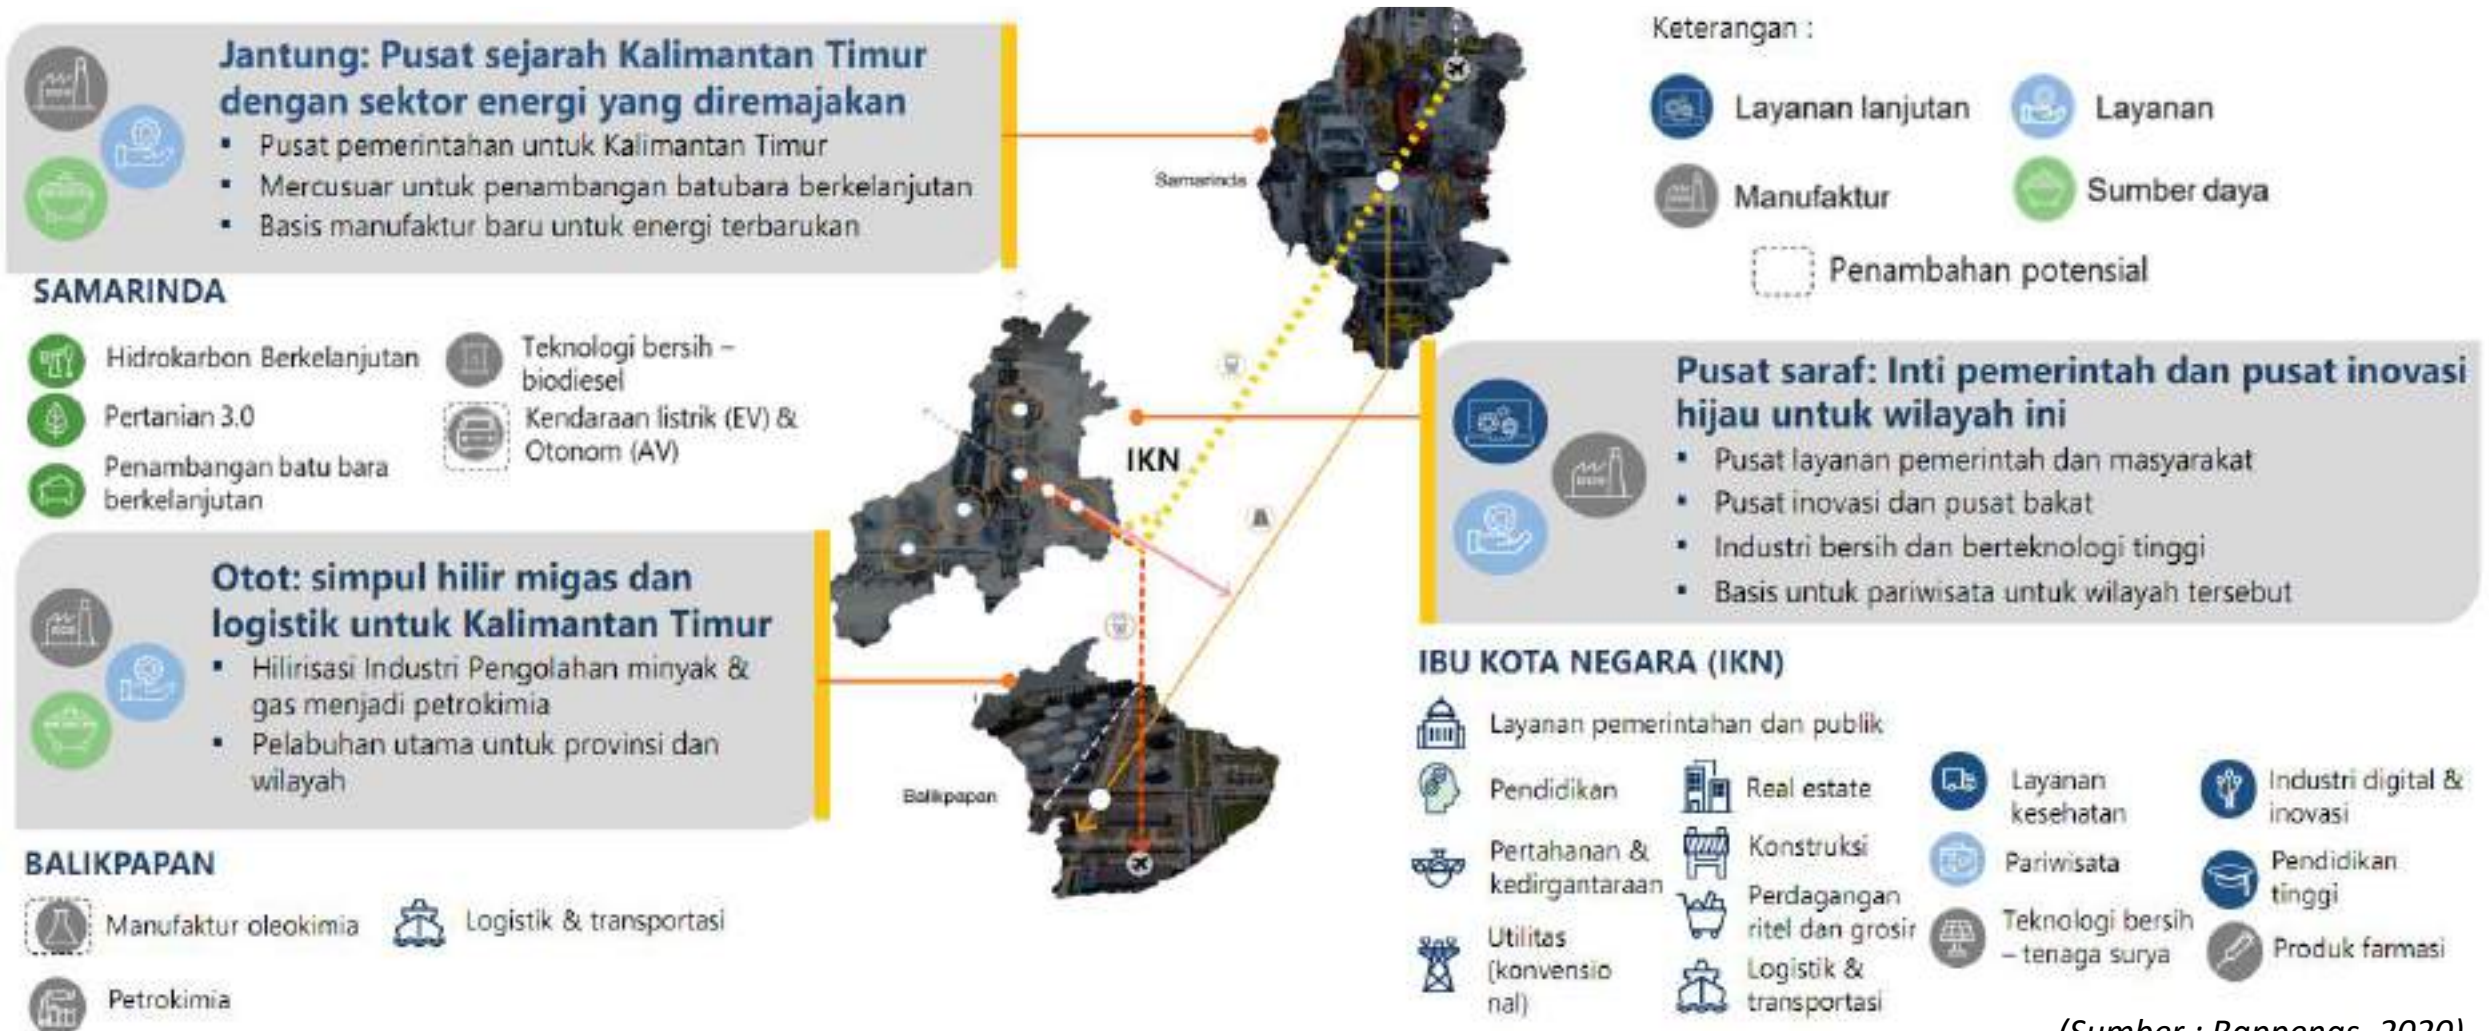 Jantung: Pusat sejarah Kalimantan Timur
dengan sektor energi yang diremajakan
▪ Pusat pemerintahan untuk Kalimantan Timur
▪ Mercusuar untuk penambangan batubara berkelanjutan
▪ Basis manufaktur baru untuk energi terbarukan
SAMARINDA
Hidrokarbon Berkelanjutan
Pertanian 3.0
Penambangan batu bara
berkelanjutan
Teknologi bersih –
biodiesel
Kendaraan listrik (EV) &
Otonom (AV)
Otot: simpul hilir migas dan
logistik untuk Kalimantan Timur
▪ Hilirisasi Industri Pengolahan minyak &
gas menjadi petrokimia
▪ Pelabuhan utama untuk provinsi dan
wilayah
BALIKPAPAN
Manufaktur oleokimia
Logistik & transportasi
Petrokimia
Samarinda
IKN
Balikpapan
Keterangan :
Layanan lanjutan
Layanan
Manufaktur
Sumber daya
Penambahan potensial
Pusat saraf: Inti pemerintah dan pusat inovasi
hijau untuk wilayah ini
▪ Pusat layanan pemerintah dan masyarakat
▪ Pusat inovasi dan pusat bakat
▪ Industri bersih dan berteknologi tinggi
▪ Basis untuk pariwisata untuk wilayah tersebut
IBU KOTA NEGARA (IKN)
Layanan pemerintahan dan publik
Pendidikan
Pertahanan &
kedirgantaraan
Utilitas
(konvensio
nal)
Real estate
Konstruksi
Perdagangan
ritel dan grosir
Logistik &
transportasi
Layanan
kesehatan
Pariwisata
Teknologi bersih
– tenaga surya
Industri digital &
inovasi
Pendidikan
tinggi
Produk farmasi
(Sumber : Bappenas, 2020)